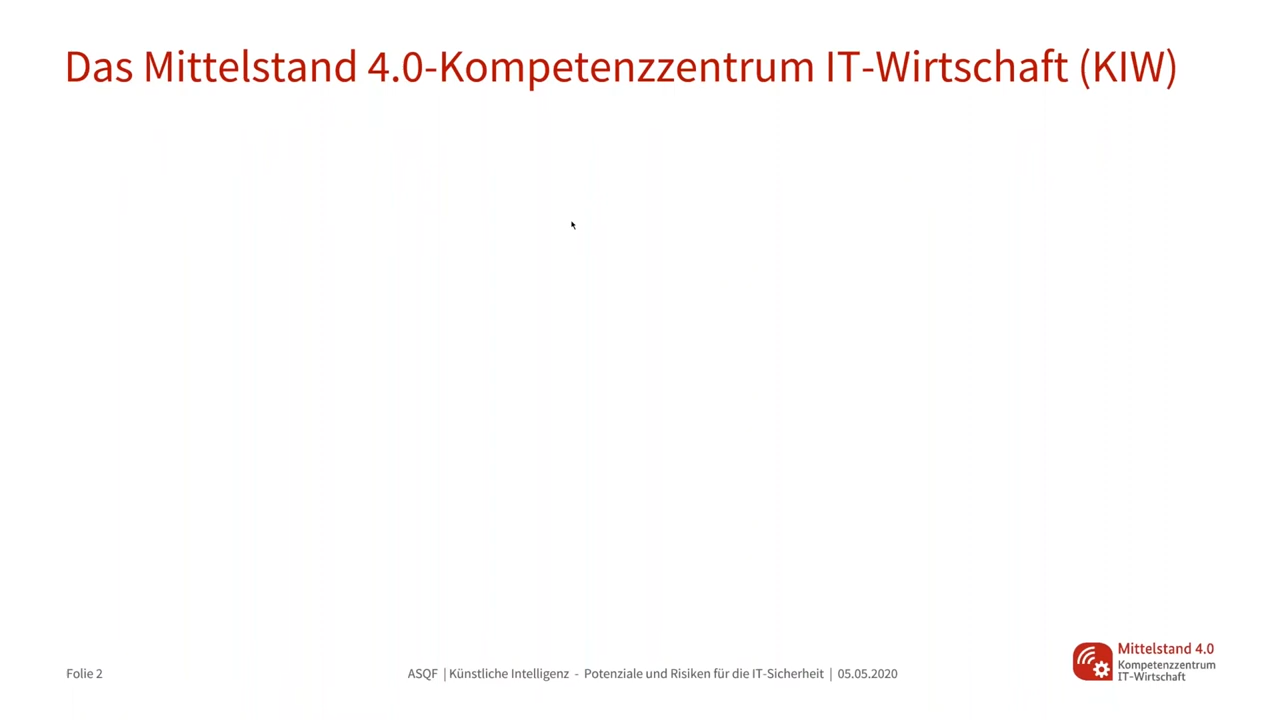 Das Mittelstand 4.0-Kompetenzzentrum IT-Wirtschaft (KIW)
Folie 2
ASQF | Künstliche Intelligenz - Potenziale und Risiken für die IT-Sicherheit | 05.05.2020
Mittelstand 4.0
Kompetenzzentrum
IT-Wirtschaft